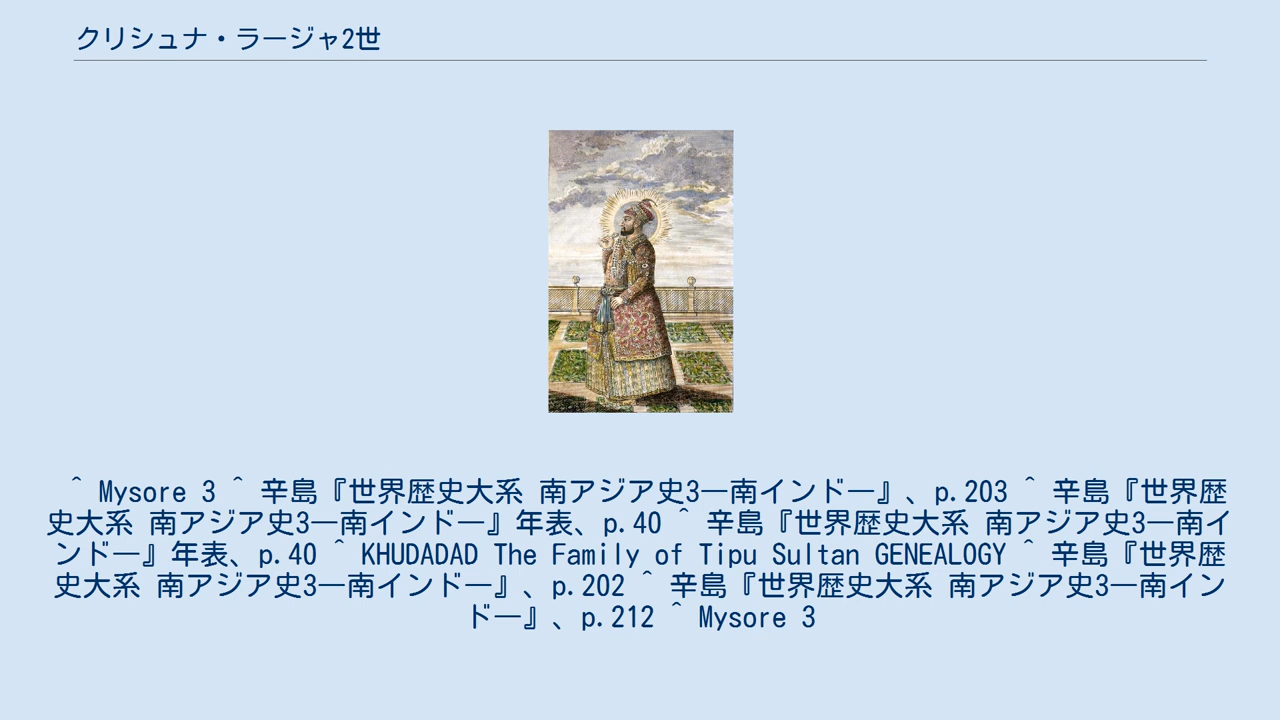 クリシュナ・ラージャ2世
^ Mysore 3 ^ 辛島『世界歴史大系 南アジア史3―南インド―』、p.203 ^ 辛島『世界歴
史大系 南アジア史3―南インド―』年表、p.40 ^ 辛島『世界歴史大系 南アジア史3―南イ
ンド―』年表、p.40 ^ KHUDADAD The Family of Tipu Sultan GENEALOGY ^ 辛島『世界歴
史大系 南アジア史3―南インド―』、p.202 ^ 辛島『世界歴史大系 南アジア史3―南イン
ド―』、p.212 ^ Mysore 3